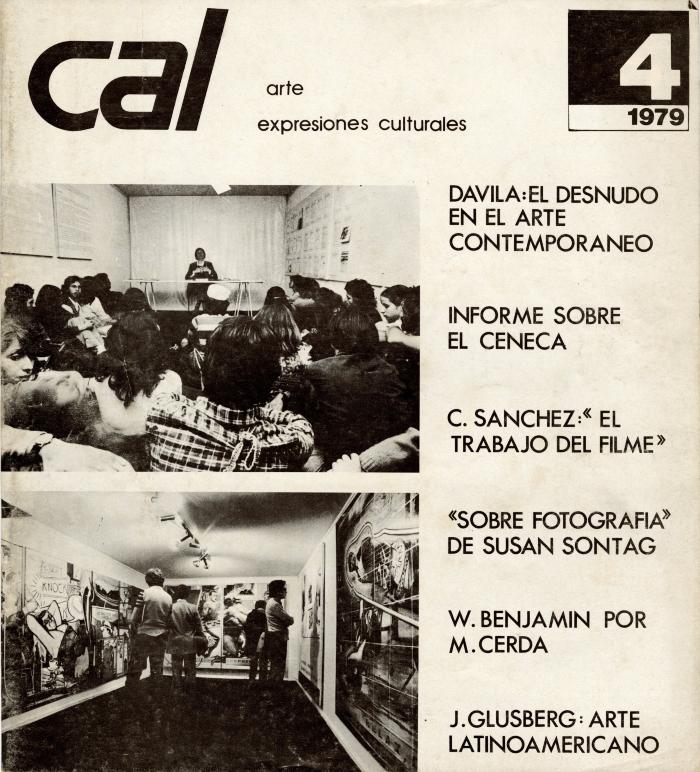 cal
arte
expresiones culturales
4
1979
DAVILA:EL DESNUDO
EN EL ARTE
CONTEMPORANEO
INFORME SOBRE
EL CENECA
C. SANCHEZ:« EL
TRABAJO DEL FILME»
«SOBRE FOTOGRAFIA»
DE SUSAN SONTAG
W. BENJAMIN POR
M. CERDA
J. GLUSBERG: ARTE
LATINOAMERICANO
KNOCK